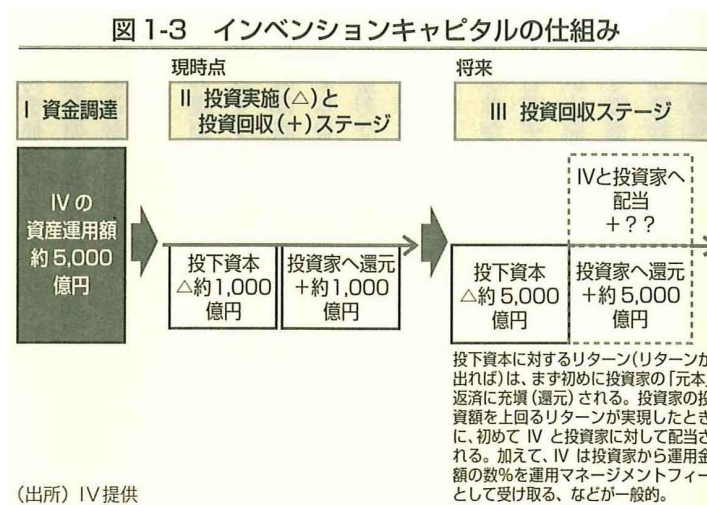 図1-3　インベンションキャピタルの仕組み
I 資金調達
現時点
II 投資実施(△)と
投資回収(+)ステージ
将来
III 投資回収ステージ
IVの
資産運用額
約5,000
億円
投下資本
△約1,000
億円
投資家へ還元
+約1,000
億円
IVと投資家へ
配当
+??
投下資本
△約5,000
億円
投資家へ還元
+約5,000
億円
投下資本に対するリターン(リターンが
出れば)は、まず初めに投資家の「元本」
返済に充塡(還元)される。投資家の投
資額を上回るリターンが実現したとき
に、初めて IV と投資家に対して配当さ
れる。加えて、IV は投資家から運用金
額の数%を運用マネージメントフィー
として受け取る、などが一般的。
(出所) IV提供